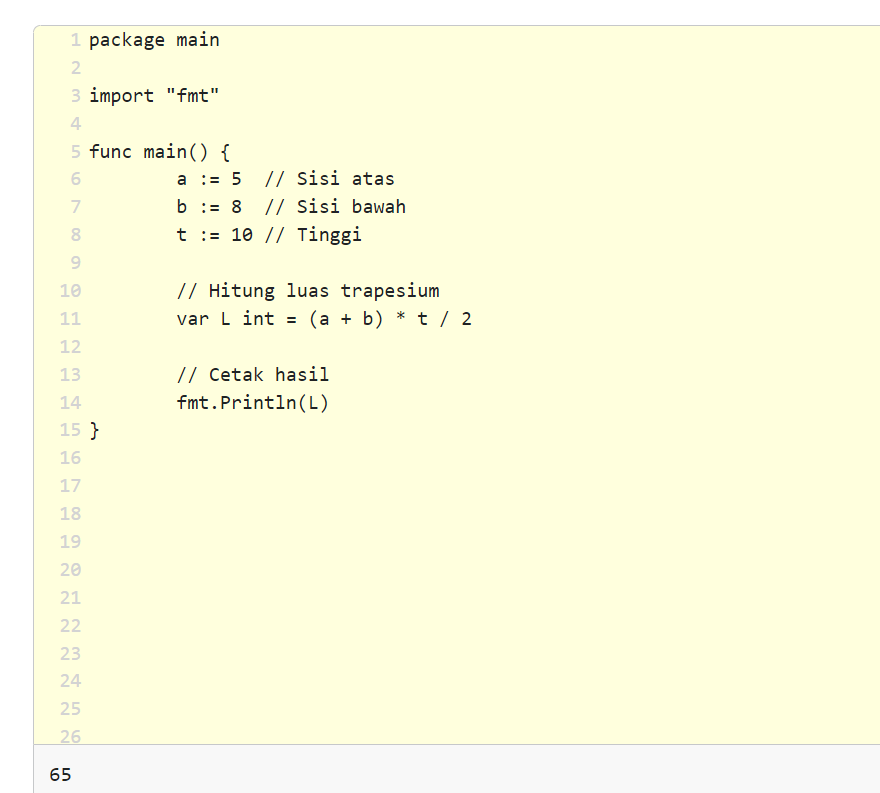 1 package main
2
3 import "fmt"
4
5 func main() {
6         a := 5  // Sisi atas
7         b := 8  // Sisi bawah
8         t := 10 // Tinggi
9
10         // Hitung luas trapesium
11         var L int = (a + b) * t / 2
12
13         // Cetak hasil
14         fmt.Println(L)
15 }
16
17
18
19
20
21
22
23
24
25
26
65